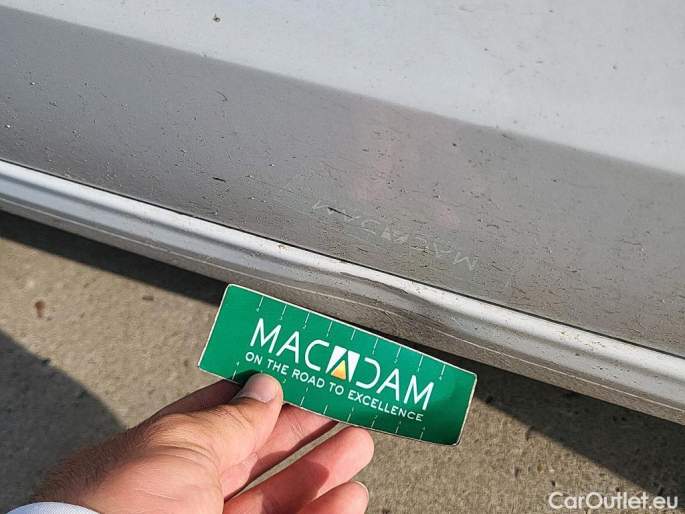 MACADAM
MACADAM
ON THE ROAD TO EXCELLENCE
CarOutlet.eu